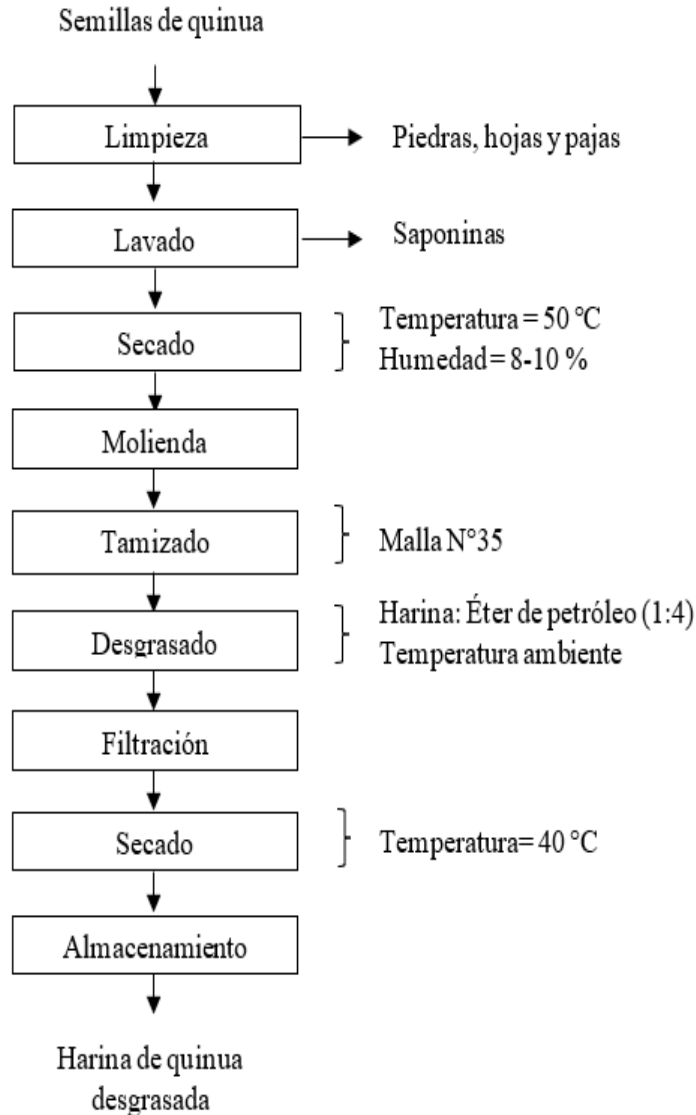 Semillas de quinua
Limpieza
Piedras, hojas y pajas
Lavado
Saponinas
Secado
Temperatura = 50 °C
Humedad= 8-10 %
Molienda
Tamizado
Malla N°35
Desgrasado
Harina: Éter de petróleo (1:4)
Temperatura ambiente
Filtración
Secado
Temperatura= 40 °C
Almacenamiento
Harina de quinua
desgrasada